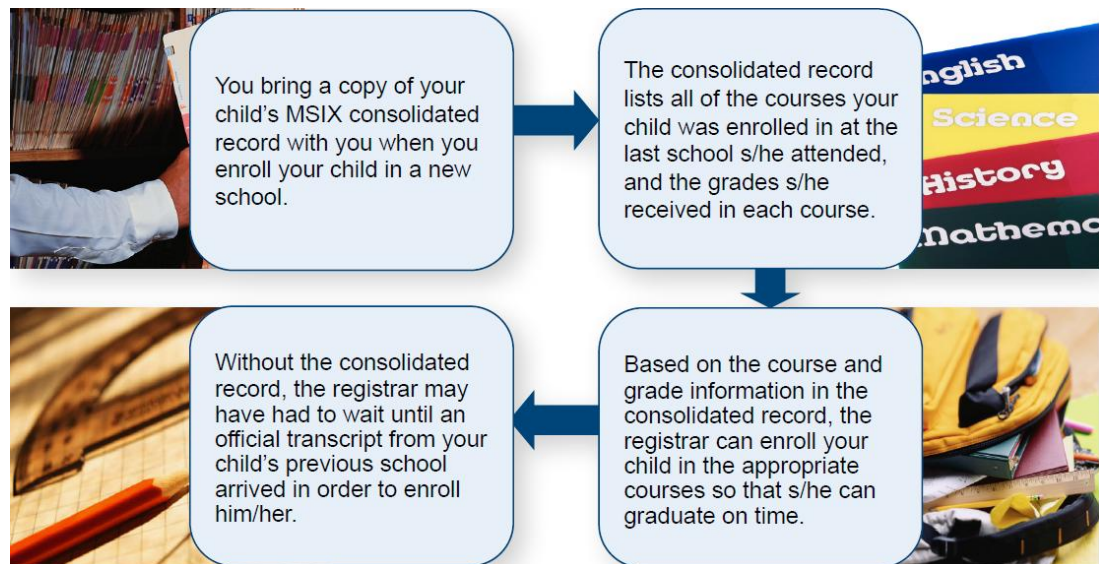 You bring a copy of your
child's MSIX consolidated
record with you when you
enroll your child in a new
school.
The consolidated record
lists all of the courses your
child was enrolled in at the
last school s/he attended,
and the grades s/he
received in each course.
nglish
Science
History
Mathemc
Based on the course and
grade information in the
consolidated record, the
registrar can enroll your
child in the appropriate
courses so that s/he can
graduate on time.
Without the consolidated
record, the registrar may
have had to wait until an
official transcript from your
child's previous school
arrived in order to enroll
him/her.